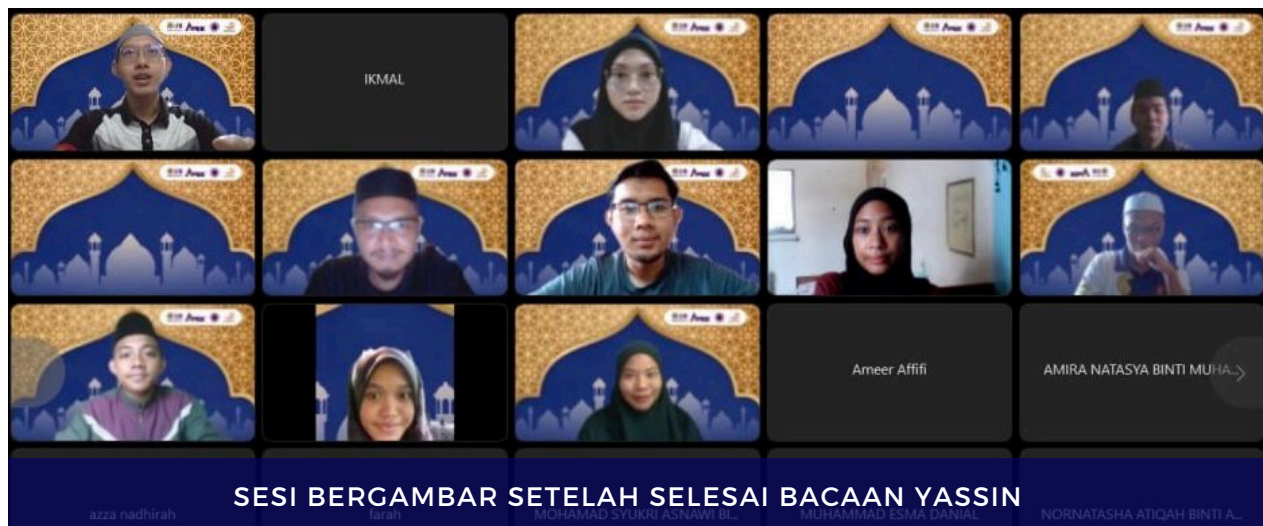 IKMAL
Ameer Affifi
AMIRA NATASYA BINTI MUHA...
SESI BERGAMBAR SETELAH SELESAI BACAAN YASSIN
azza nadhirah
farah
MOHAMAD SYUKRI ASNAWI BI...
MUHAMMAD ESMA DANIAL
NORNATASHA ATIQAH BINTI A...